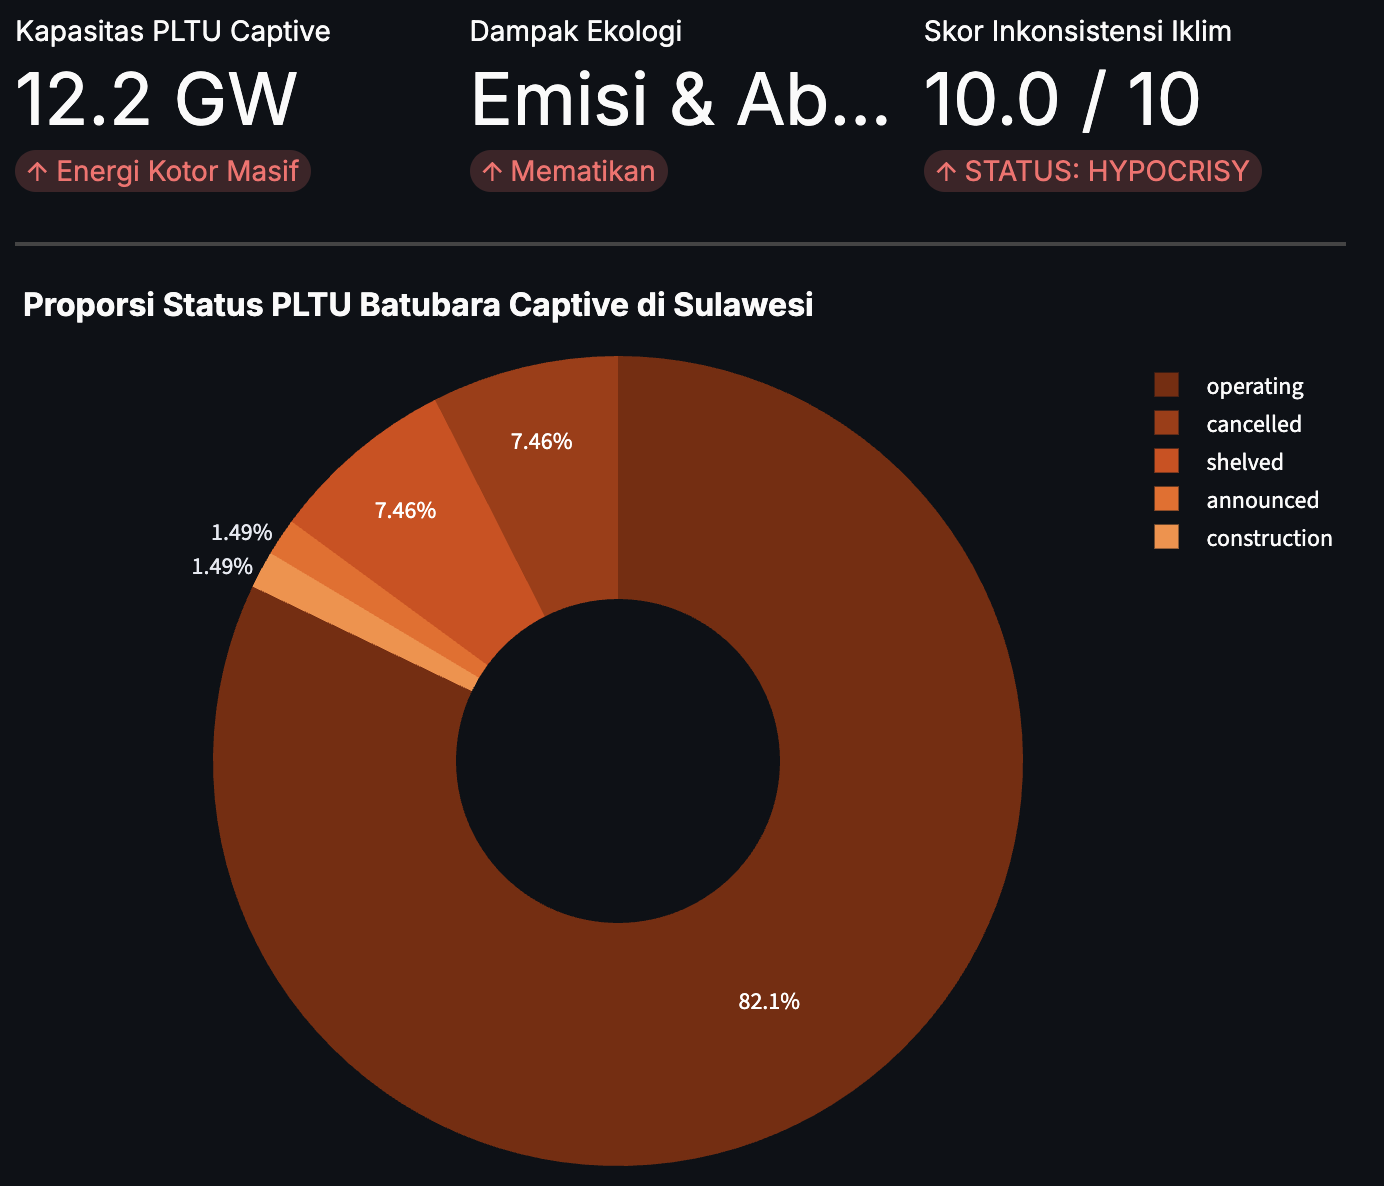 Kapasitas PLTU Captive
12.2 GW
↑ Energi Kotor Masif
Dampak Ekologi
Emisi & Ab...
↑ Mematikan
Skor Inkonsistensi Iklim
10.0 / 10
↑ STATUS: HYPOCRISY
Proporsi Status PLTU Batubara Captive di Sulawesi
7.46%
7.46%
1.49%
1.49%
82.1%
operating
cancelled
shelved
announced
construction